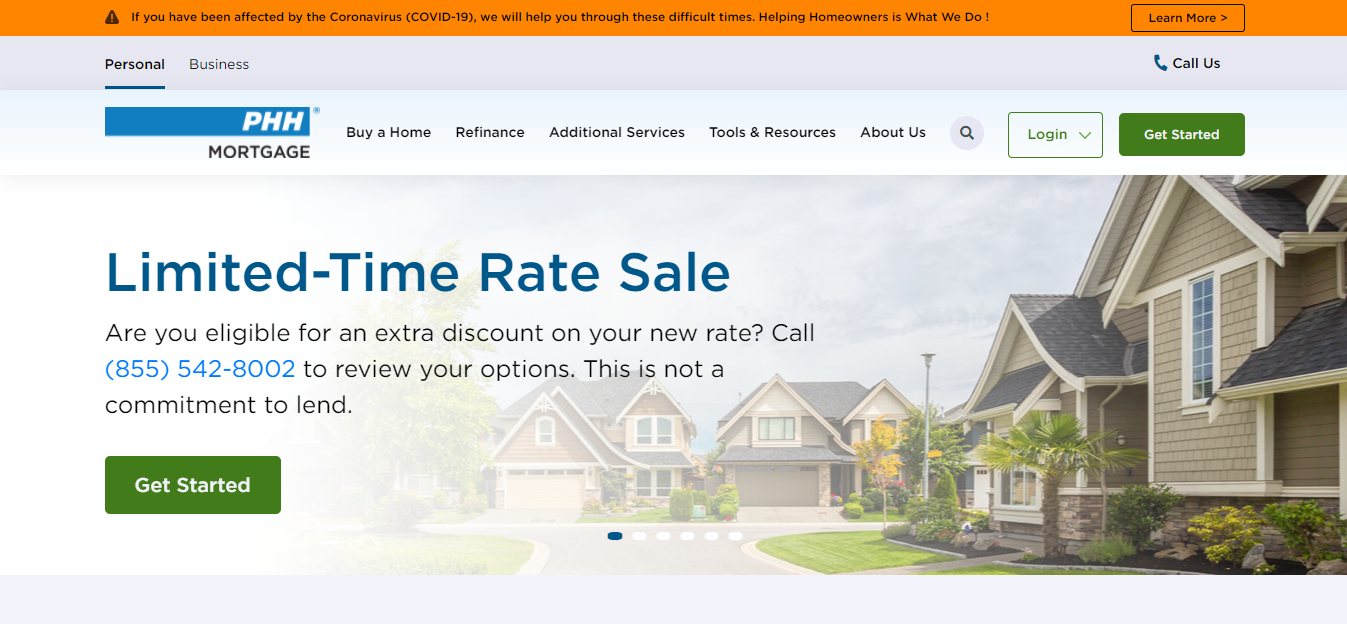 If you have been affected by the Coronavirus (COVID-19), we will help you through these difficult times. Helping Homeowners is What We Do !
Learn More >
Personal
Business
Call Us
PHH®
MORTGAGE
Buy a Home
Refinance
Additional Services
Tools & Resources
About Us
Login
Get Started
Limited-Time Rate Sale
Are you eligible for an extra discount on your new rate? Call
(855) 542-8002 to review your options. This is not a
commitment to lend.
Get Started